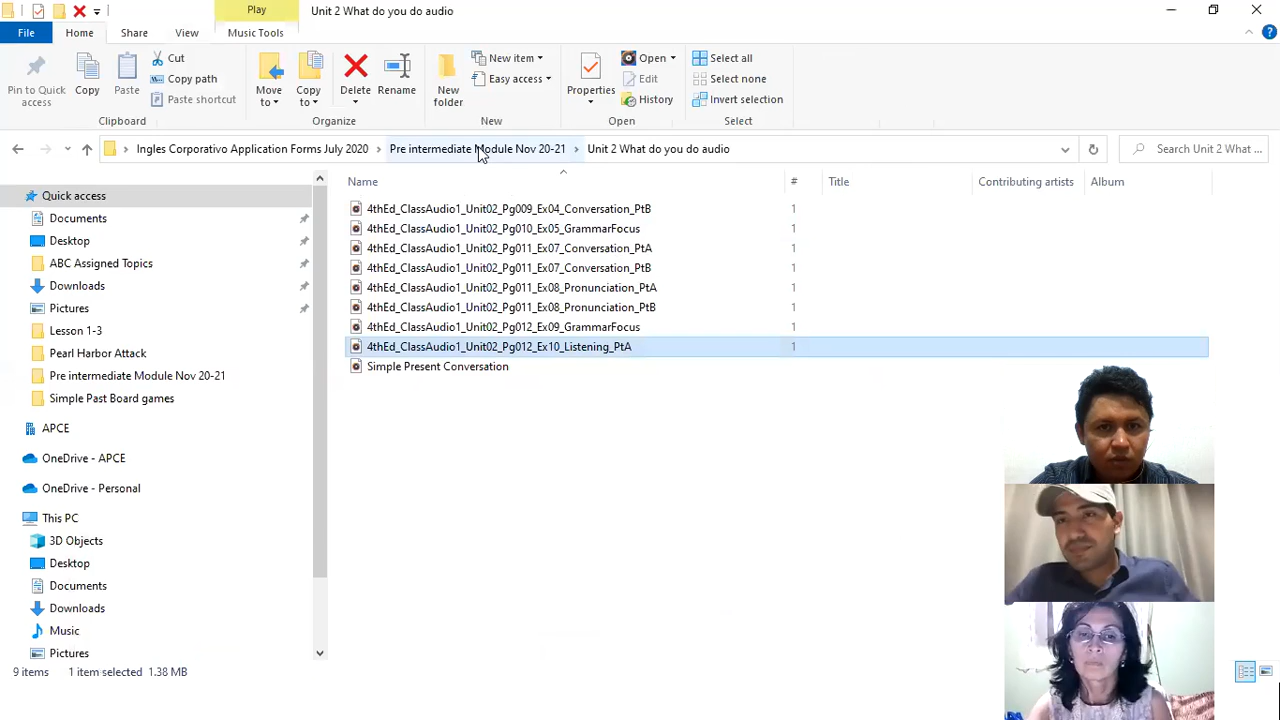 Play
Unit 2 What do you do audio
File
Home
Share
View
Music Tools
Pin to Quick access
Copy
Paste
Cut
Copy path
Paste shortcut
Clipboard
Move to
Copy to
Delete
Rename
Organize
New folder
New item
Easy access
New
Properties
Open
Edit
History
Open
Select all
Select none
Invert selection
Select
Ingles Corporativo Application Forms July 2020
Pre intermediate Module Nov 20-21
Unit 2 What do you do audio
Search Unit 2 What ...
Name
#
Title
Contributing artists
Album
4thEd_ClassAudio1_Unit02_Pg009_Ex04_Conversation_PtB 1
4thEd_ClassAudio1_Unit02_Pg010_Ex05_GrammarFocus 1
4thEd_ClassAudio1_Unit02_Pg011_Ex07_Conversation_PtA 1
4thEd_ClassAudio1_Unit02_Pg011_Ex07_Conversation_PtB 1
4thEd_ClassAudio1_Unit02_Pg011_Ex08_Pronunciation_PtA 1
4thEd_ClassAudio1_Unit02_Pg011_Ex08_Pronunciation_PtB 1
4thEd_ClassAudio1_Unit02_Pg012_Ex09_GrammarFocus 1
4thEd_ClassAudio1_Unit02_Pg012_Ex10_Listening_PtA 1
Simple Present Conversation
Quick access
Documents
Desktop
ABC Assigned Topics
Downloads
Pictures
Lesson 1-3
Pearl Harbor Attack
Pre intermediate Module Nov 20-21
Simple Past Board games
APCE
OneDrive - APCE
OneDrive - Personal
This PC
3D Objects
Desktop
Documents
Downloads
Music
Pictures
9 items
1 item selected 1.38 MB